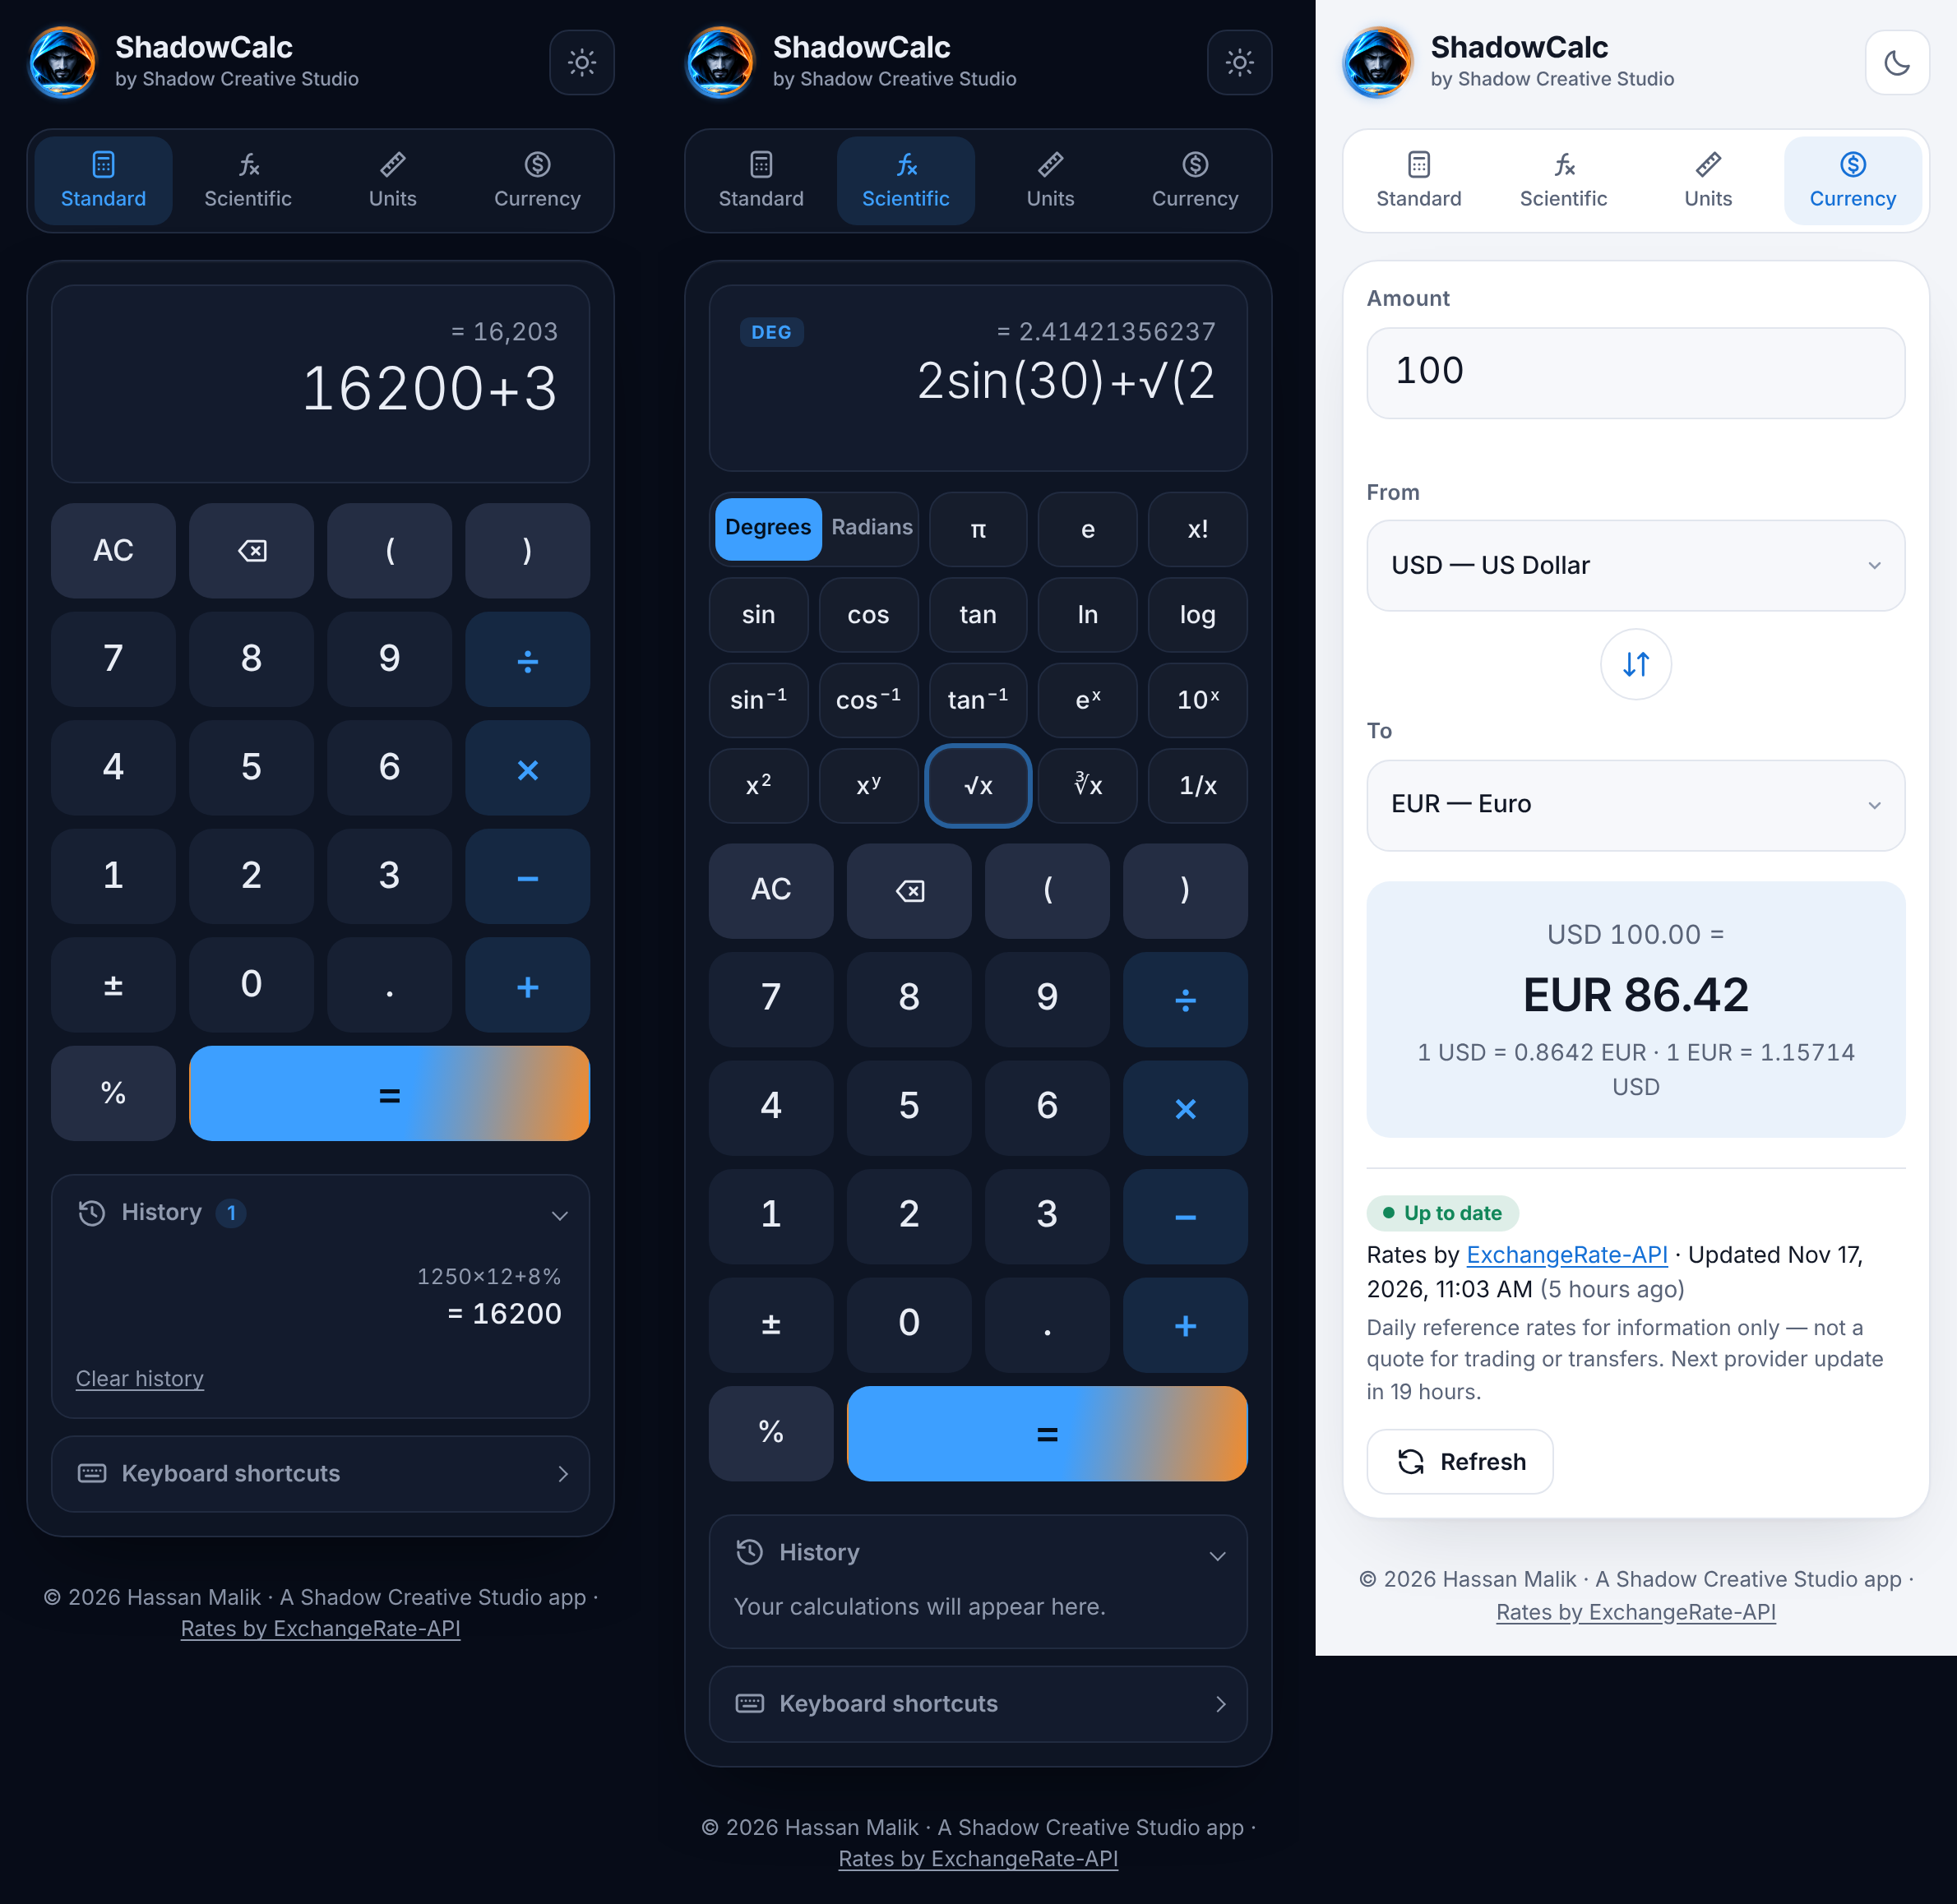 ShadowCalc
by Shadow Creative Studio
Standard
Scientific
Units
Currency
= 16,203
16200+3
AC
(
)
7
8
9
÷
4
5
6
×
1
2
3
−
±
0
.
+
%
=
History 1
1250×12+8%
= 16200
Clear history
Keyboard shortcuts
© 2026 Hassan Malik · A Shadow Creative Studio app ·
Rates by ExchangeRate-API
ShadowCalc
by Shadow Creative Studio
Standard
Scientific
Units
Currency
DEG
= 2.41421356237
2sin(30)+√(2
Degrees
Radians
π
e
x!
sin
cos
tan
ln
log
sin⁻¹
cos⁻¹
tan⁻¹
eˣ
10ˣ
x²
xʸ
√x
∛x
1/x
AC
(
)
7
8
9
÷
4
5
6
×
1
2
3
−
±
0
.
+
%
=
History
Your calculations will appear here.
Keyboard shortcuts
© 2026 Hassan Malik · A Shadow Creative Studio app ·
Rates by ExchangeRate-API
ShadowCalc
by Shadow Creative Studio
Standard
Scientific
Units
Currency
Amount
100
From
USD — US Dollar
To
EUR — Euro
USD 100.00 =
EUR 86.42
1 USD = 0.8642 EUR · 1 EUR = 1.15714
USD
Up to date
Rates by ExchangeRate-API · Updated Nov 17,
2026, 11:03 AM (5 hours ago)
Daily reference rates for information only — not a
quote for trading or transfers. Next provider update
in 19 hours.
Refresh
© 2026 Hassan Malik · A Shadow Creative Studio app ·
Rates by ExchangeRate-API